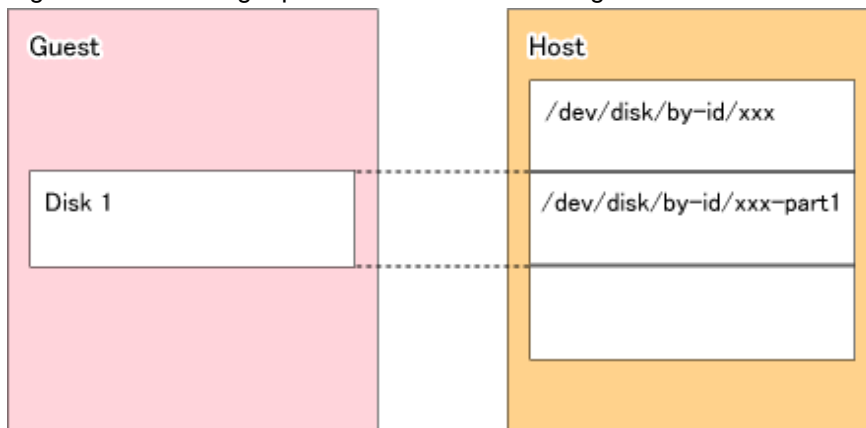 Guest
Host
/dev/disk/by-id/xxx
Disk 1
/dev/disk/by-id/xxx-part1